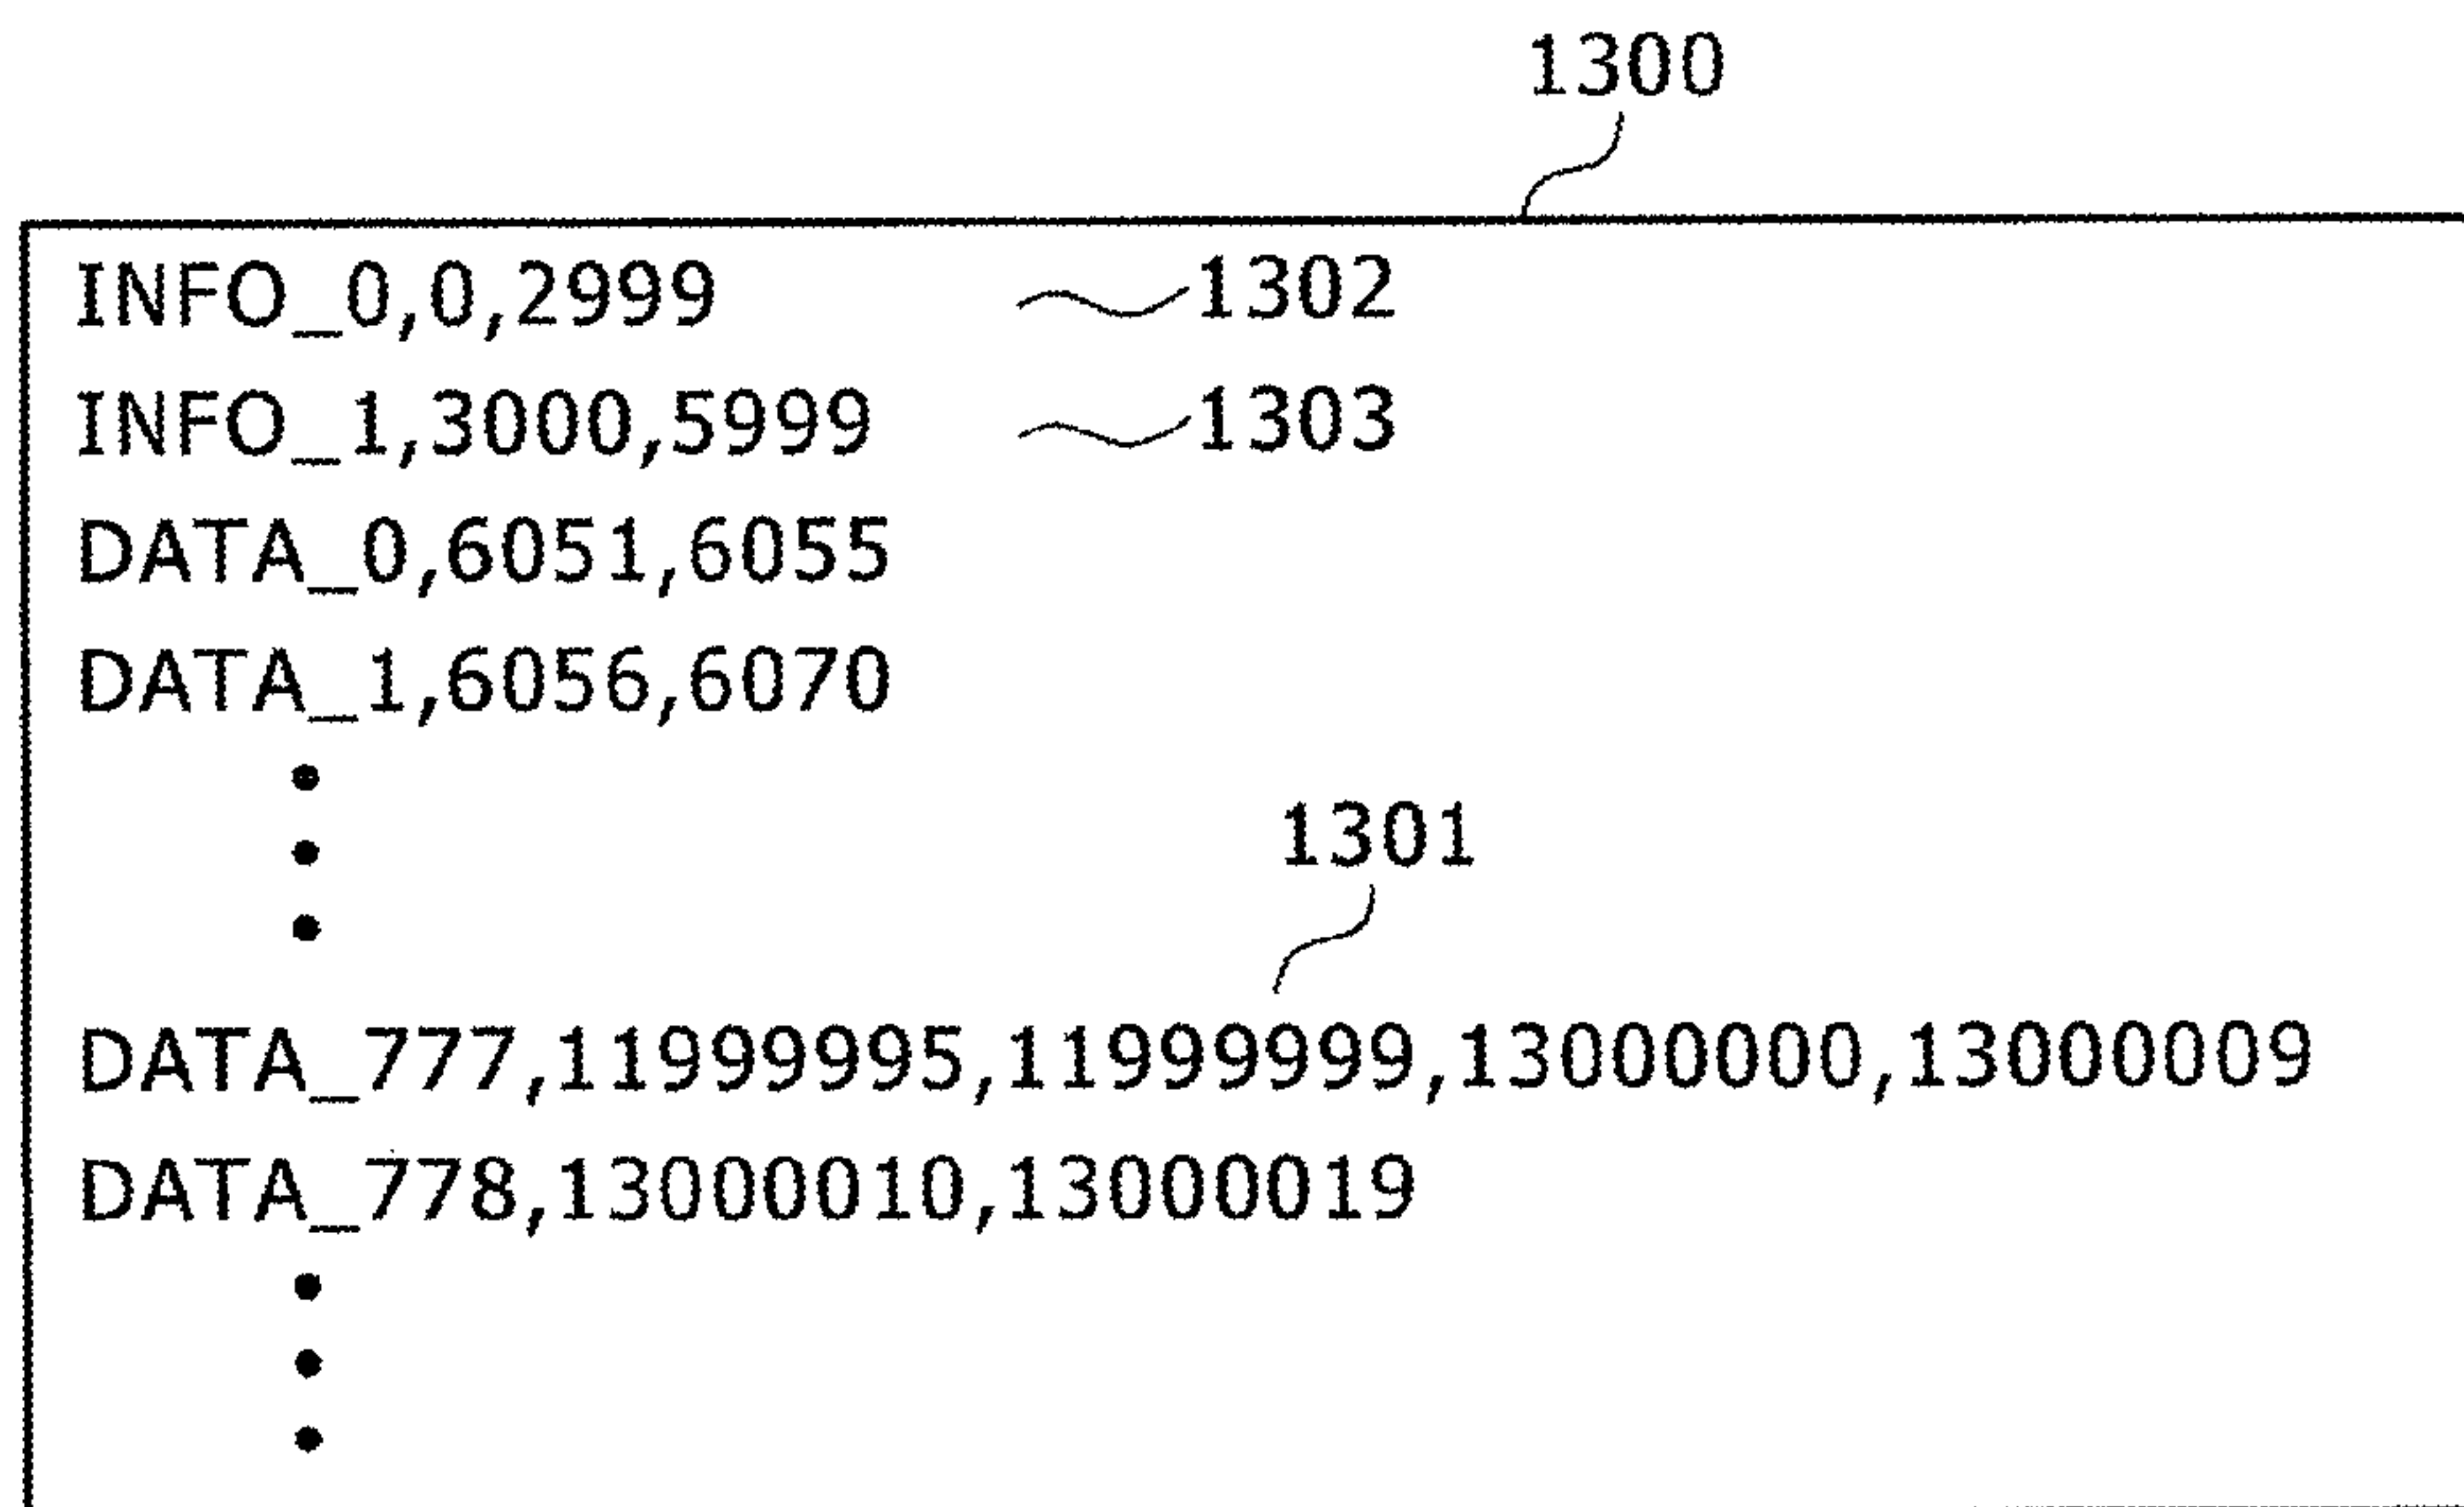 1300
INFO_0,0,2999 1302
INFO_1,3000,5999 1303
DATA_0,6051,6055
DATA_1,6056,6070
1301
DATA_777,11999995,11999999,13000000,13000009
DATA_778,13000010,13000019